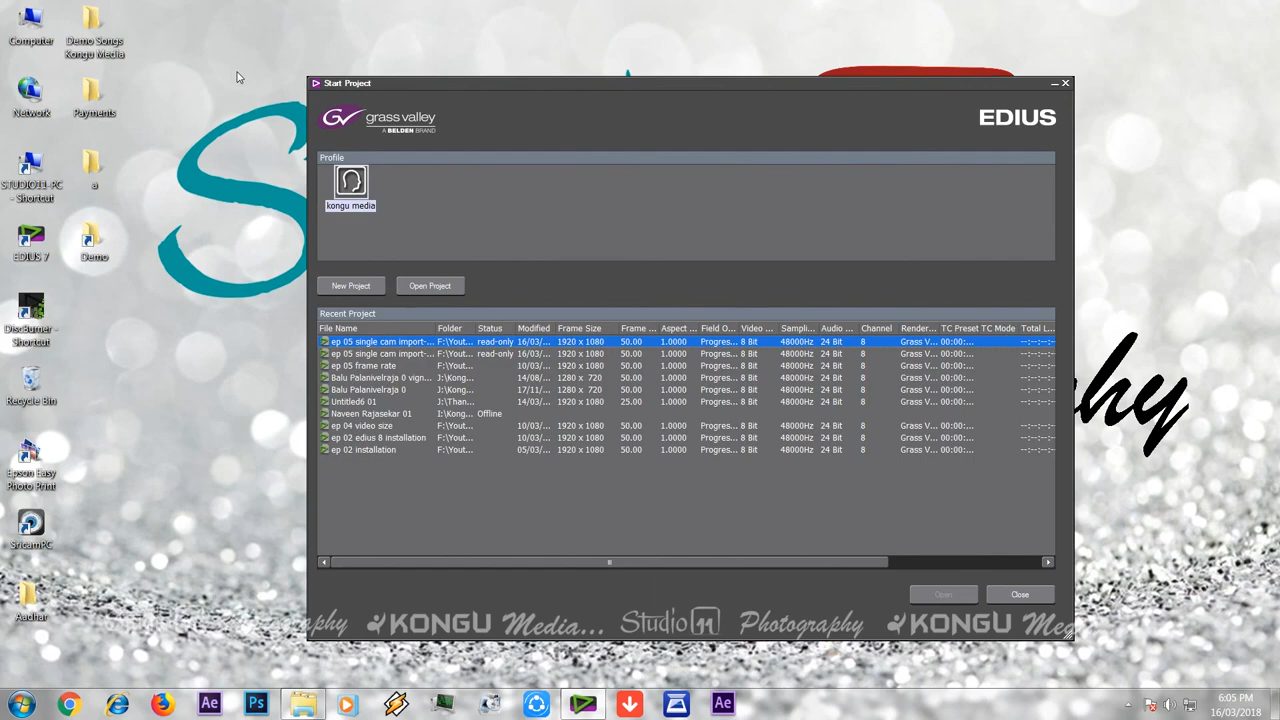 Computer
Demo Songs
Kongu Media
Network
Payments
STUDIO11-PC
- Shortcut
a
EDIUS 7
Demo
DiscBurner -
Shortcut
Recycle Bin
Epson Easy
Photo Print
SricamPC
Aadhar
Start Project
grass valley
A BELDEN BRAND
EDIUS
Profile
kongu media
New Project
Open Project
Recent Project
File Name Folder Status Modified Frame Size Frame ... Aspect ... Field O... Video ... Sampli... Audio ... Channel Render... TC Preset TC Mode Total L...
ep 05 single cam import-... F:\Yout... read-only 16/03/... 1920 x 1080 50.00 1.0000 Progres... 8 Bit 48000Hz 24 Bit 8 Grass V... 00:00:... --:--:--:--
ep 05 single cam import-... F:\Yout... read-only 16/03/... 1920 x 1080 50.00 1.0000 Progres... 8 Bit 48000Hz 24 Bit 8 Grass V... 00:00:... --:--:--:--
ep 05 frame rate F:\Yout... 10/03/... 1920 x 1080 50.00 1.0000 Progres... 8 Bit 48000Hz 24 Bit 8 Grass V... 00:00:... --:--:--:--
Balu Palanivelraja 0 vign... J:\Kong... 14/08/... 1280 x 720 50.00 1.0000 Progres... 8 Bit 48000Hz 24 Bit 8 Grass V... 00:00:... --:--:--:--
Balu Palanivelraja 0 J:\Kong... 17/11/... 1280 x 720 50.00 1.0000 Progres... 8 Bit 48000Hz 24 Bit 8 Grass V... 00:00:... --:--:--:--
Untitled6 01 J:\Than... 14/03/... 1920 x 1080 25.00 1.0000 Progres... 8 Bit 48000Hz 24 Bit 8 Grass V... 00:00:... --:--:--:--
Naveen Rajasekar 01 I:\Kong... Offline
ep 04 video size F:\Yout... 10/03/... 1920 x 1080 50.00 1.0000 Progres... 8 Bit 48000Hz 24 Bit 8 Grass V... 00:00:... --:--:--:--
ep 02 edius 8 installation F:\Yout... 10/03/... 1920 x 1080 50.00 1.0000 Progres... 8 Bit 48000Hz 24 Bit 8 Grass V... 00:00:... --:--:--:--
ep 02 installation F:\Yout... 05/03/... 1920 x 1080 50.00 1.0000 Progres... 8 Bit 48000Hz 24 Bit 8 Grass V... 00:00:... --:--:--:--
Open
Close
KONGU Media... Studio 11 Photography KONGU
Ae
Ps
Ae
6:05 PM
16/03/2018